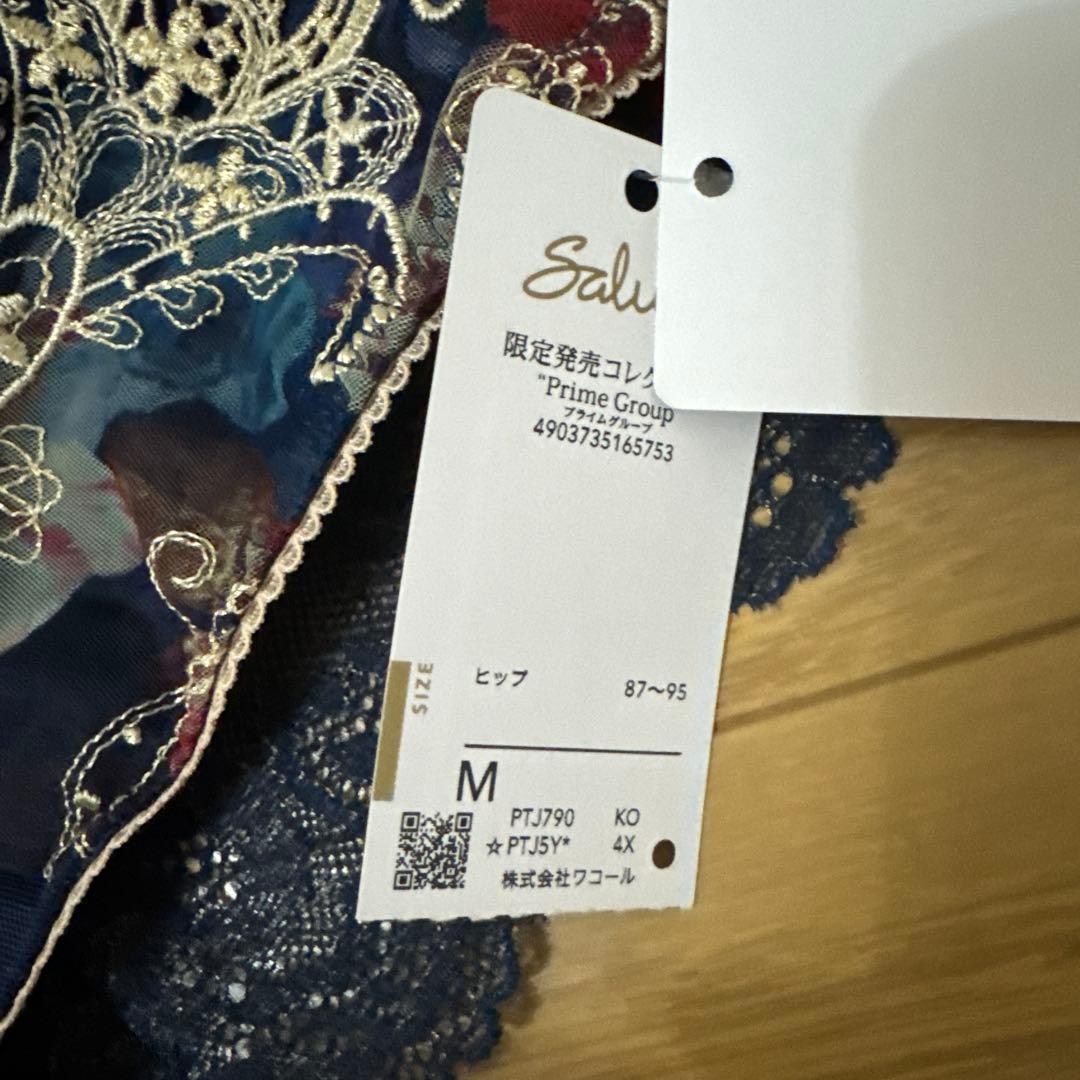 Salu
限定発売コレク
"Prime Group
プライムグループ
4903735165753
SIZE
ヒップ 87〜95
M
PTJ790 KO
☆PTJ5Y* 4X
株式会社ワコール